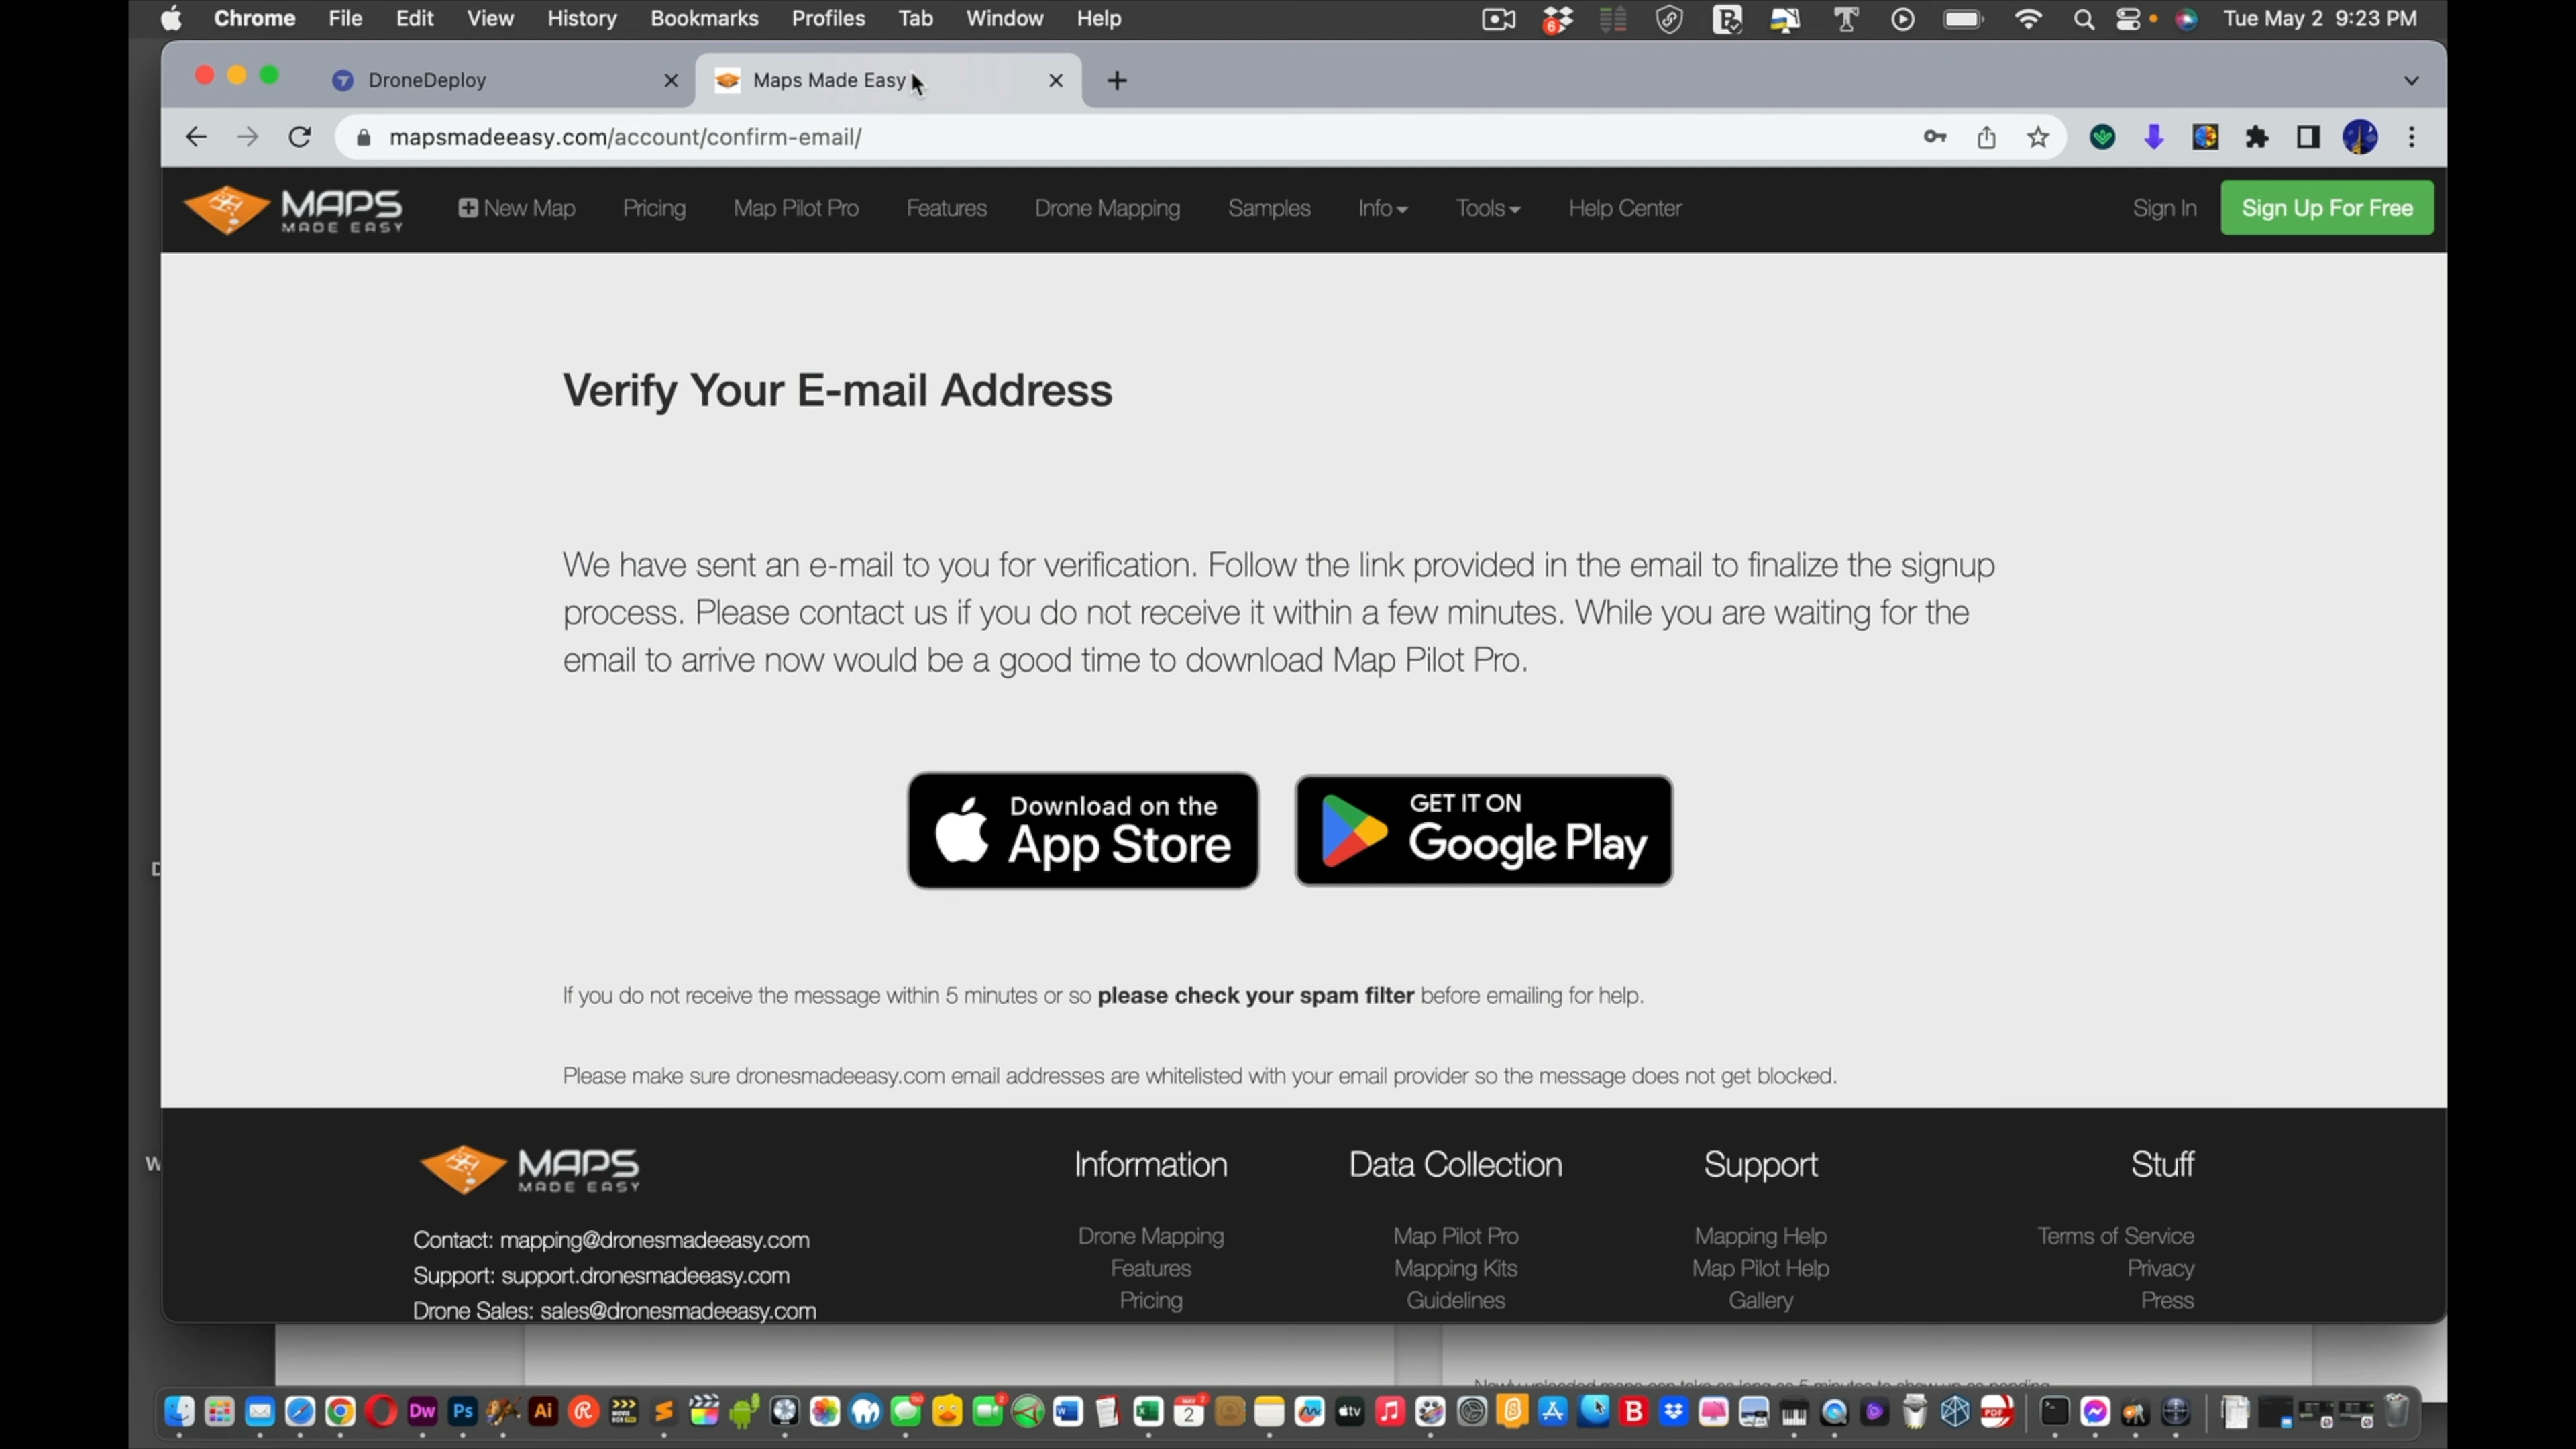 Chrome File Edit View History Bookmarks Profiles Tab Window Help
6
Tue May 2 9:23 PM
DroneDeploy
Maps Made Easy
mapsmadeeasy.com/account/confirm-email/
MAPS
MADE EASY
New Map Pricing Map Pilot Pro Features Drone Mapping Samples Info Tools Help Center
Sign In Sign Up For Free
Verify Your E-mail Address
We have sent an e-mail to you for verification. Follow the link provided in the email to finalize the signup
process. Please contact us if you do not receive it within a few minutes. While you are waiting for the
email to arrive now would be a good time to download Map Pilot Pro.
Download on the
App Store
GET IT ON
Google Play
If you do not receive the message within 5 minutes or so please check your spam filter before emailing for help.
Please make sure dronesmadeeasy.com email addresses are whitelisted with your email provider so the message does not get blocked.
MAPS
MADE EASY
Contact: mapping@dronesmadeeasy.com
Support: support.dronesmadeeasy.com
Drone Sales: sales@dronesmadeeasy.com
Information
Drone Mapping
Features
Pricing
Data Collection
Map Pilot Pro
Mapping Kits
Guidelines
Support
Mapping Help
Map Pilot Help
Gallery
Stuff
Terms of Service
Privacy
Press
W
Dw Ps Ai
2
tv
B
PDF